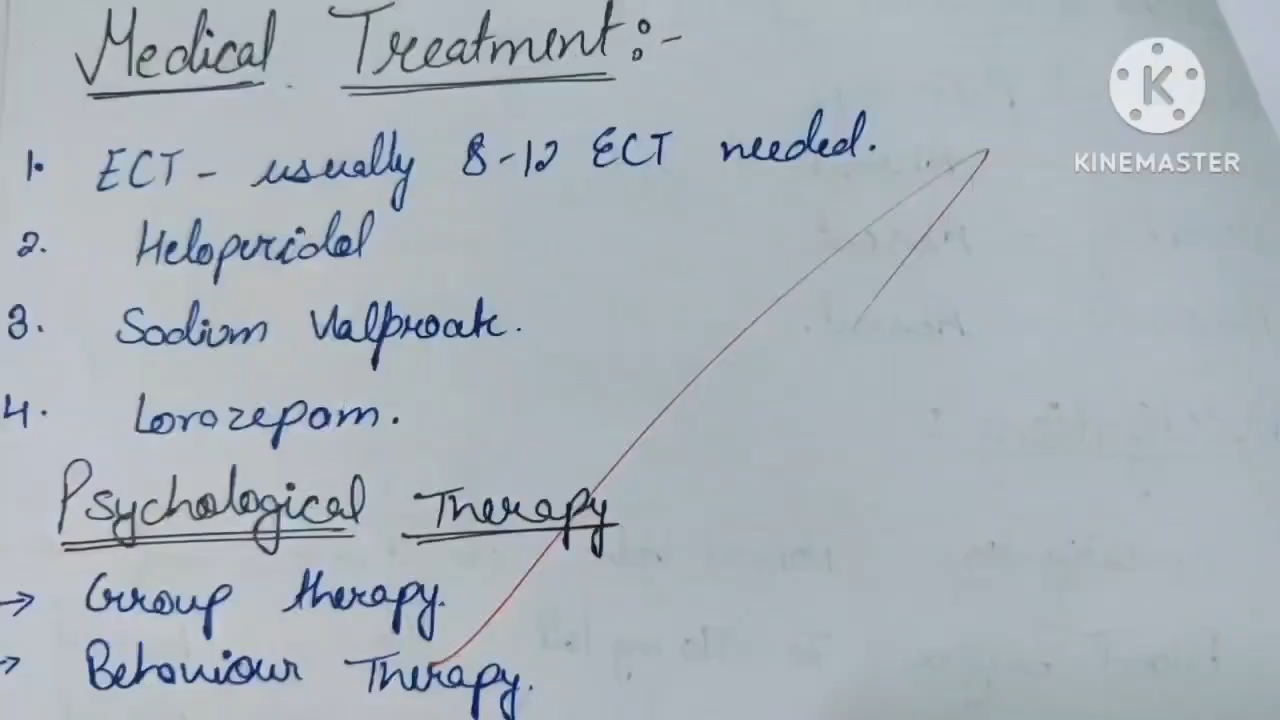 Medical Treatment :-
1. ECT - usually 8-12 ECT needed.
2. Heloperidol
3. Sodium Valproate.
4. Lorazepam.
Psychological Therapy
→ Group therapy.
→ Behaviour Therapy.
K
KINEMASTER